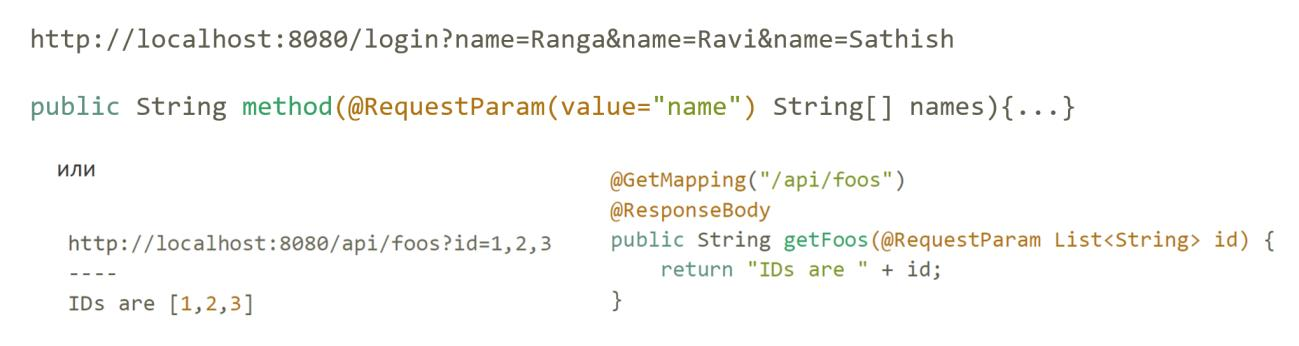 http://localhost:8080/login?name=Ranga&name=Ravi&name=Sathish
public String method(@RequestParam(value="name") String[] names){...}
или
http://localhost:8080/api/foos?id=1,2,3
----
IDs are [1,2,3]
@GetMapping("/api/foos")
@ResponseBody
public String getFoos(@RequestParam List<String> id) {
    return "IDs are " + id;
}